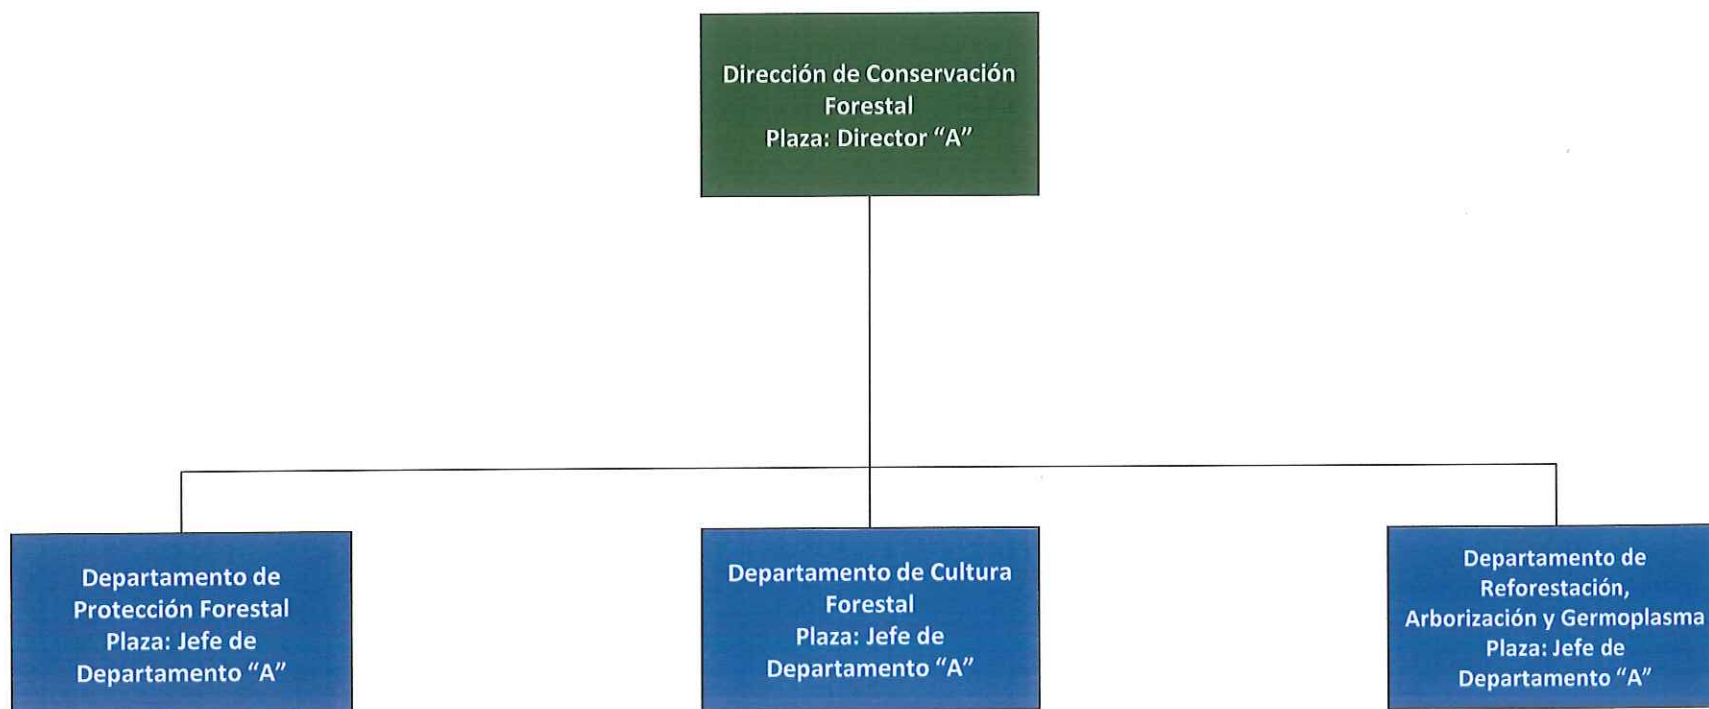 Dirección de Conservación
Forestal
Plaza: Director “A”
Departamento de
Protección Forestal
Plaza: Jefe de
Departamento “A”
Departamento de Cultura
Forestal
Plaza: Jefe de
Departamento “A”
Departamento de
Reforestación,
Arborización y Germoplasma
Plaza: Jefe de
Departamento “A”